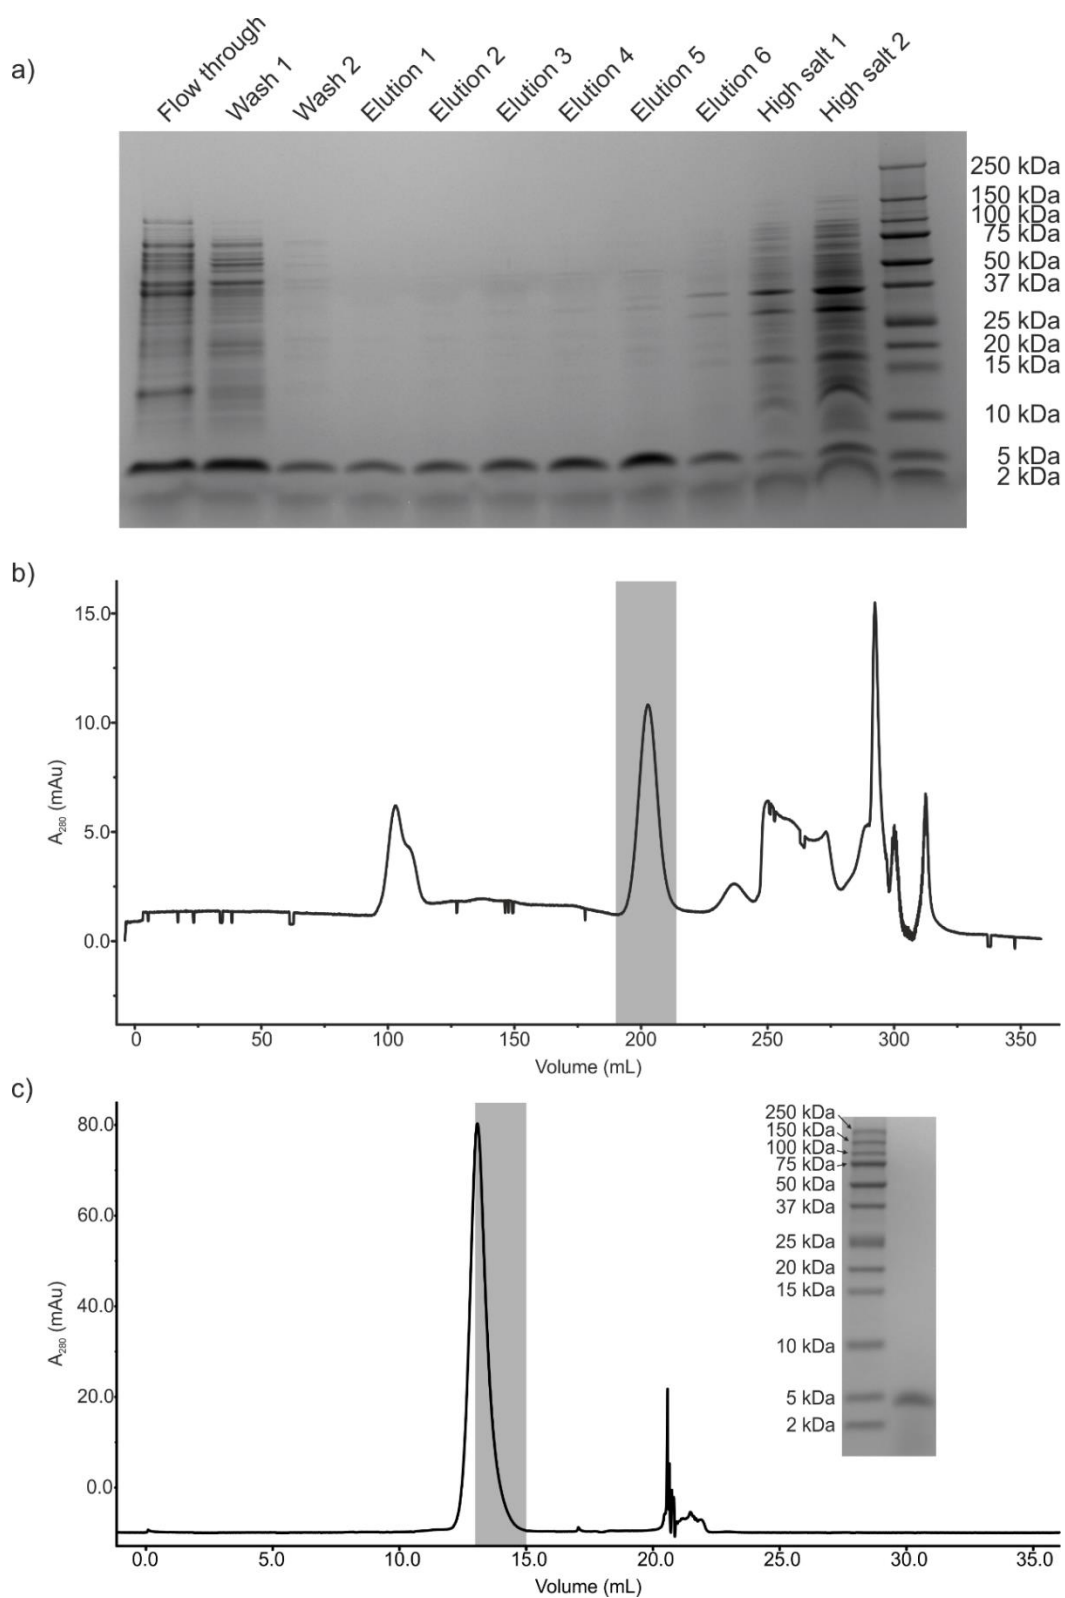 a)
Flow through
Wash 1
Wash 2
Elution 1
Elution 2
Elution 3
Elution 4
Elution 5
Elution 6
High salt 1
High salt 2
250 kDa
150 kDa
100 kDa
75 kDa
50 kDa
37 kDa
25 kDa
20 kDa
15 kDa
10 kDa
5 kDa
2 kDa
b)
15.0
10.0
5.0
0.0
A280 (mAu)
0 50 100 150 200 250 300 350
Volume (mL)
c)
80.0
60.0
40.0
20.0
0.0
A280 (mAu)
250 kDa
150 kDa
100 kDa
75 kDa
50 kDa
37 kDa
25 kDa
20 kDa
15 kDa
10 kDa
5 kDa
2 kDa
0.0 5.0 10.0 15.0 20.0 25.0 30.0 35.0
Volume (mL)